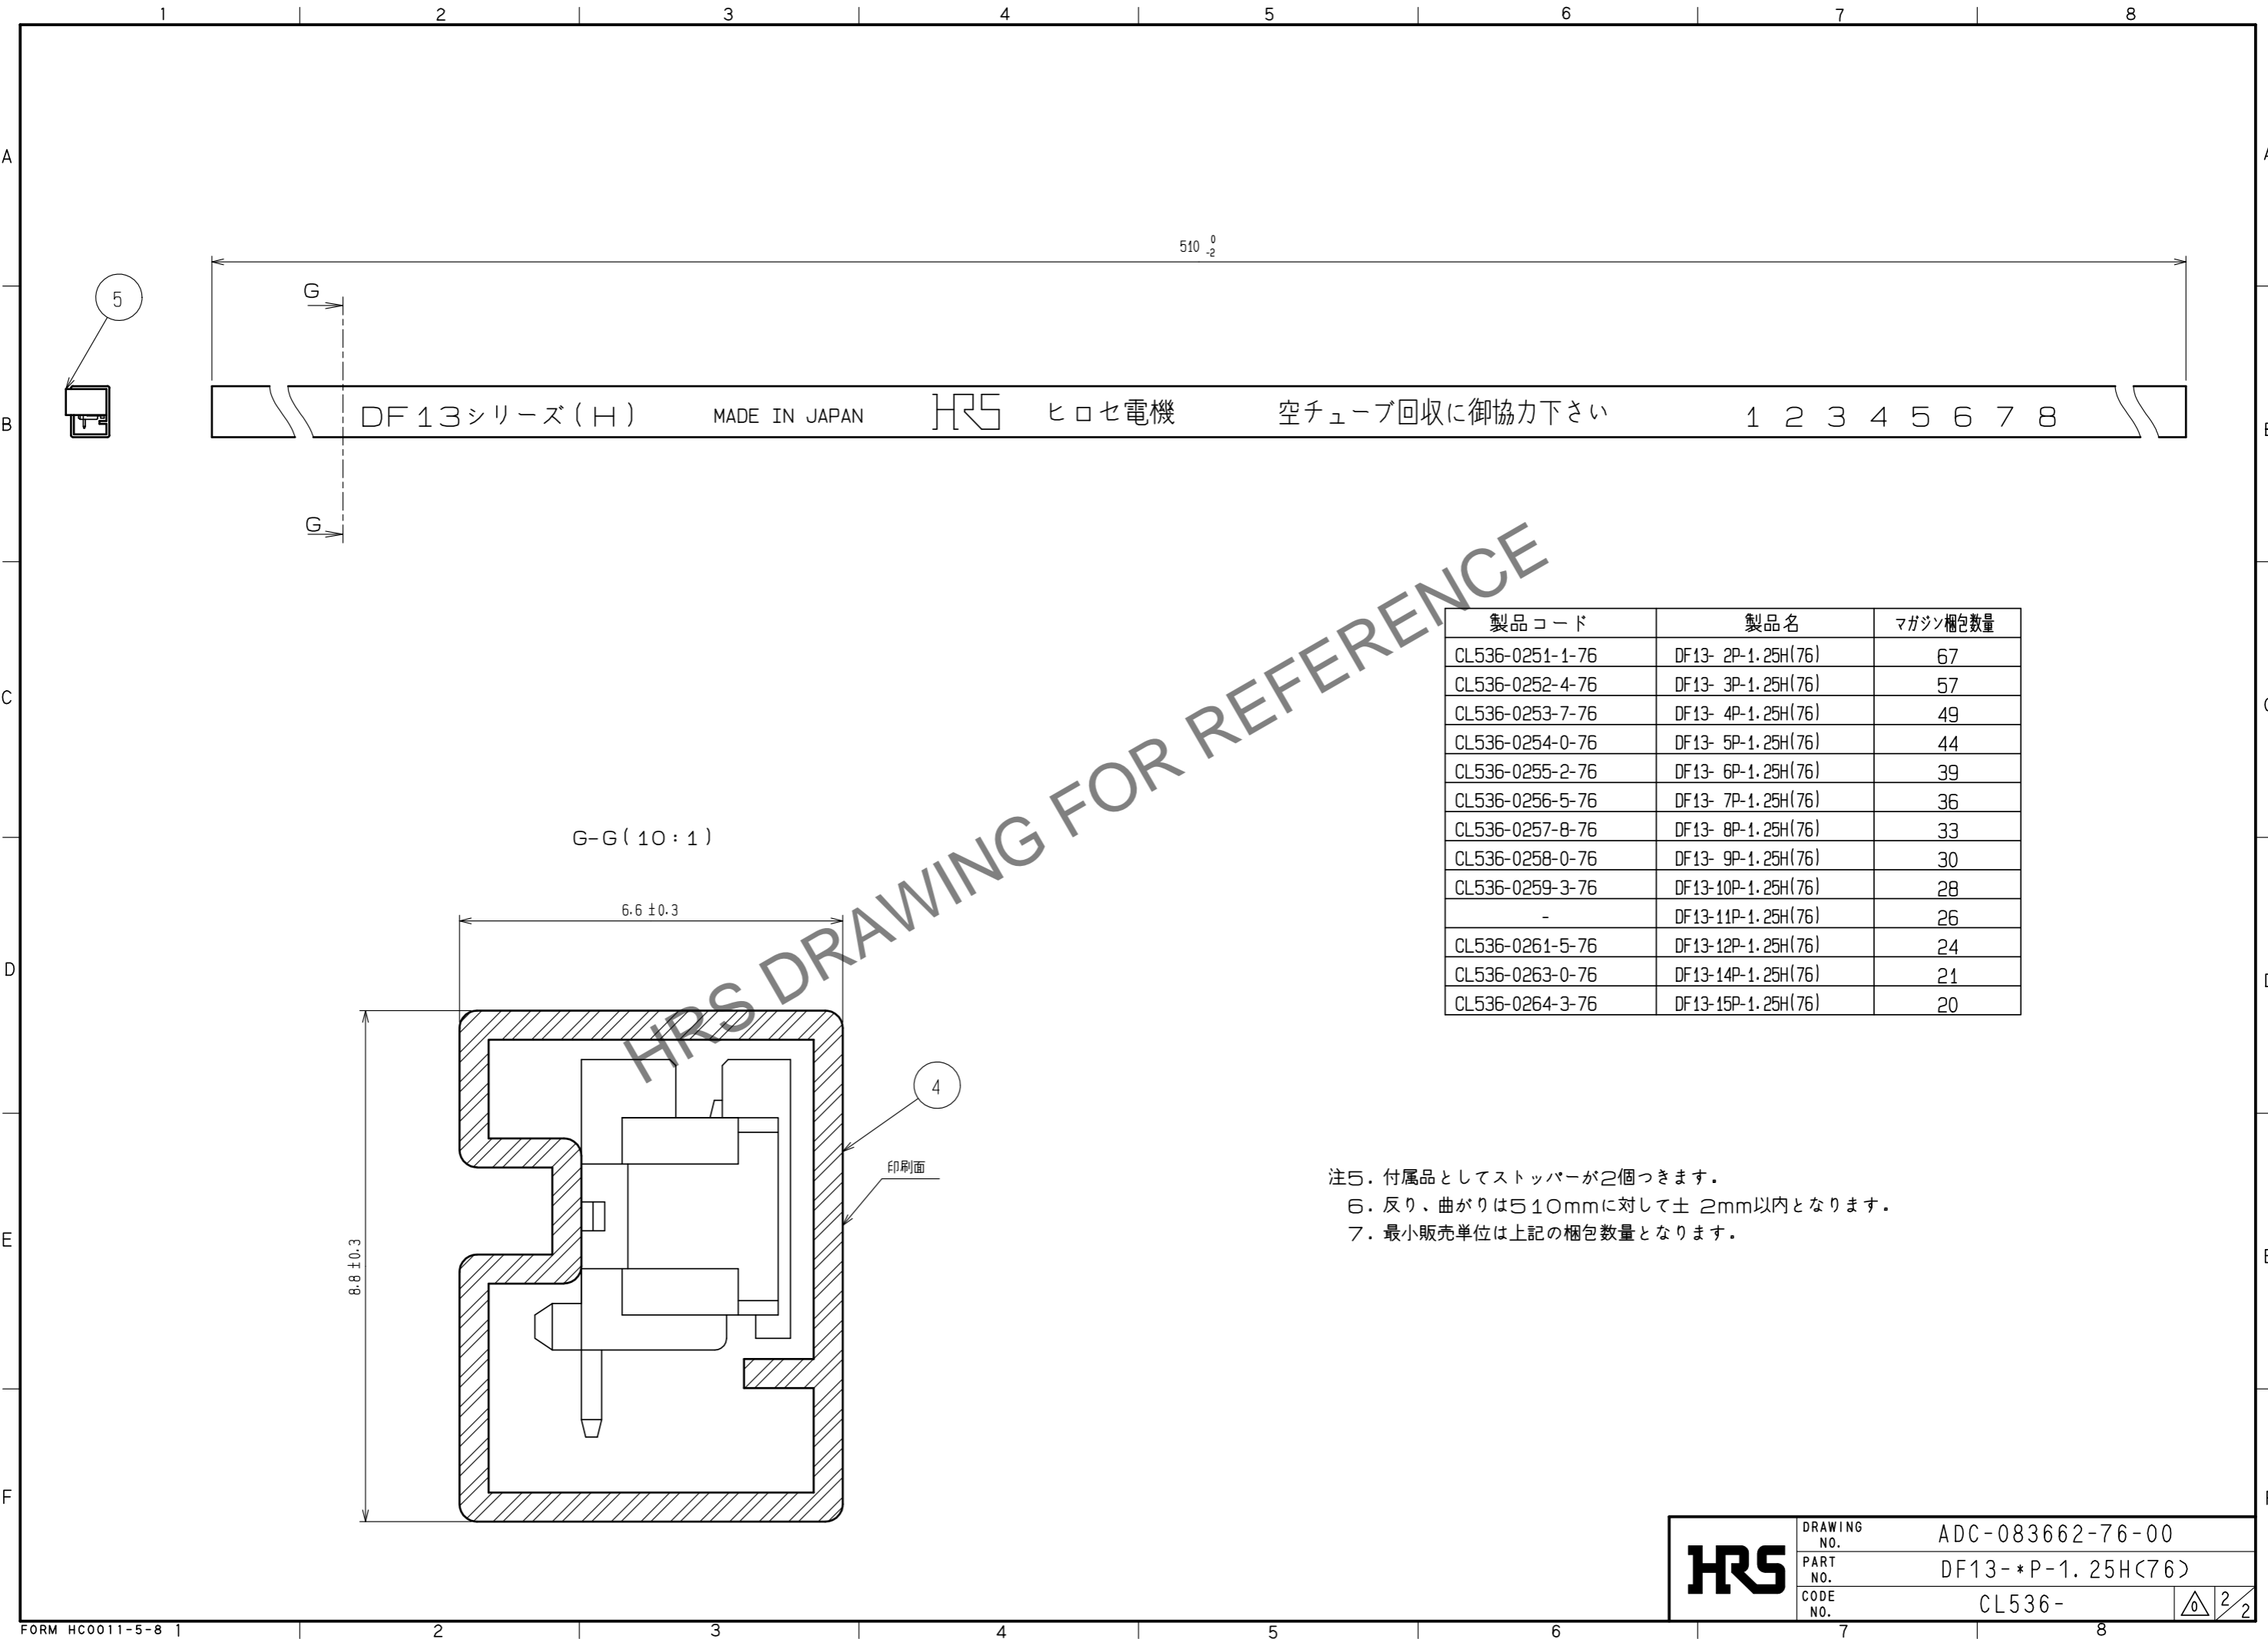 1 2 3 4 5 6 7 8
A A
510 0 -2
5
G
B
DF13シリーズ(H) MADE IN JAPAN HRS ヒロセ電機 空チューブ回収に御協力下さい 1 2 3 4 5 6 7 8
G
HRS DRAWING FOR REFERENCE
製品コード 製品名 マガジン梱包数量
CL536-0251-1-76 DF13- 2P-1.25H(76) 67
CL536-0252-4-76 DF13- 3P-1.25H(76) 57
C
CL536-0253-7-76 DF13- 4P-1.25H(76) 49
CL536-0254-0-76 DF13- 5P-1.25H(76) 44
CL536-0255-2-76 DF13- 6P-1.25H(76) 39
CL536-0256-5-76 DF13- 7P-1.25H(76) 36
CL536-0257-8-76 DF13- 8P-1.25H(76) 33
CL536-0258-0-76 DF13- 9P-1.25H(76) 30
CL536-0259-3-76 DF13-10P-1.25H(76) 28
- DF13-11P-1.25H(76) 26
CL536-0261-5-76 DF13-12P-1.25H(76) 24
CL536-0263-0-76 DF13-14P-1.25H(76) 21
CL536-0264-3-76 DF13-15P-1.25H(76) 20
G-G(10:1)
6.6 ±0.3
D
4
印刷面
8.8 ±0.3
E
注5. 付属品としてストッパーが2個つきます.
6. 反り、曲がりは510mmに対して± 2mm以内となります.
7. 最小販売単位は上記の梱包数量となります.
F
HRS
DRAWING NO. ADC-083662-76-00
PART NO. DF13-*P-1.25H(76)
CODE NO. CL536- 0 2/2
FORM HC0011-5-8 1 2 3 4 5 6 7 8